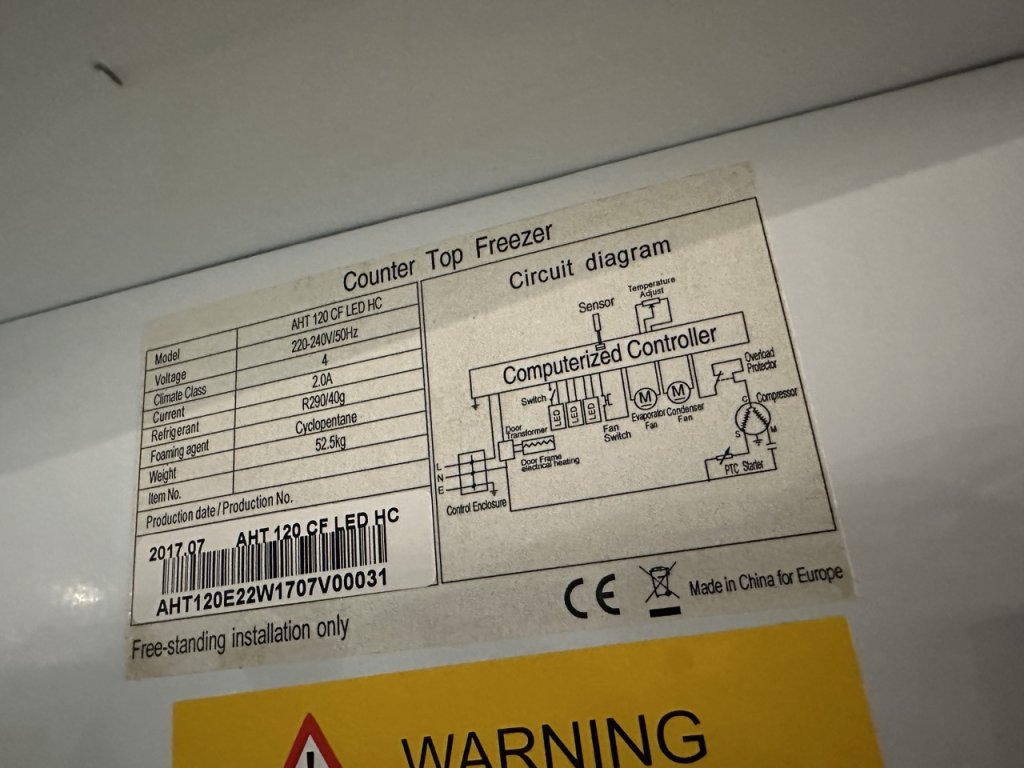 Counter Top Freezer
Model AHT 120 CF LED HC
Voltage 220-240V/50Hz
Climate Class 4
Current 2.0A
Refrigerant R290/40g
Foaming agent Cyclopentane
Weight 52.5kg
Item No.
Production date / Production No.
2017.07 AHT 120 CF LED HC
AHT120E22W1707V00031
Free-standing installation only
Circuit diagram
Sensor
Temperature
Adjust
Computerized Controller
Overload
Protector
Switch
LED
LED
LED
M
M
Evaporator
Fan
Condenser
Fan
Fan
Switch
C
Compressor
S
M
PTC Starter
Door
Transformer
Door Frame
electrical heating
L
N
E
Control Enclosure
CE
Made in China for Europe
!
WARNING